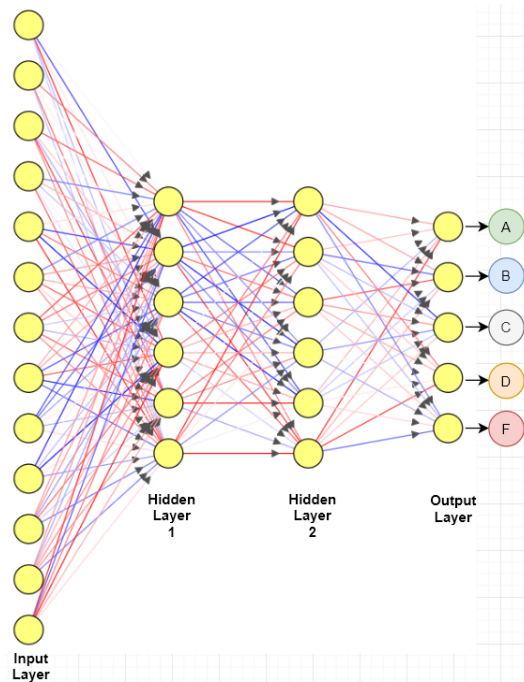 A
B
C
D
F
Hidden
Layer
1
Hidden
Layer
2
Output
Layer
Input
Layer